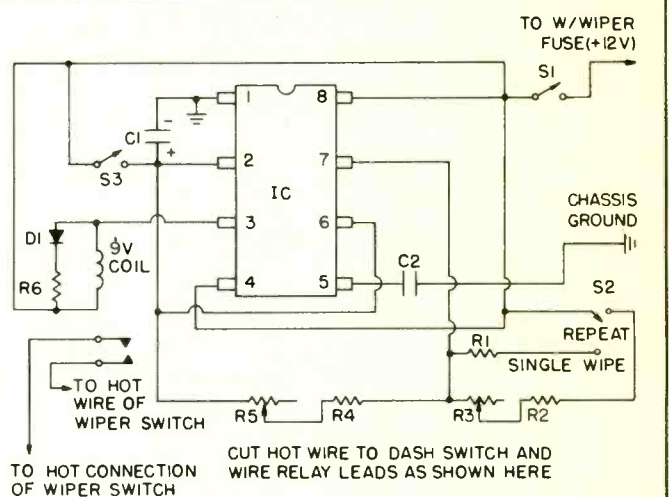 TO W/WIPER
FUSE(+12V)
S1
1
8
C1
-
+
S3
2
7
IC
3
6
CHASSIS
GROUND
D1
9V
COIL
C2
R6
4
5
S2
REPEAT
R1
SINGLE WIPE
TO HOT
WIRE OF
WIPER SWITCH
R5
R4
R3
R2
TO HOT CONNECTION
OF WIPER SWITCH
CUT HOT WIRE TO DASH SWITCH AND
WIRE RELAY LEADS AS SHOWN HERE